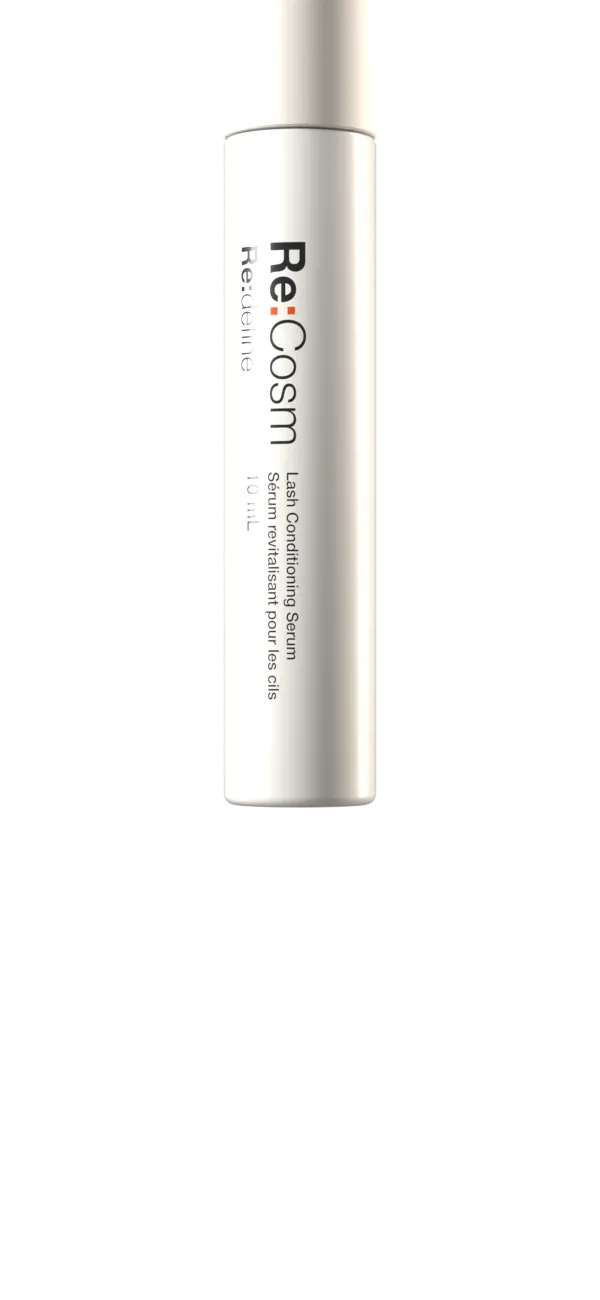 Re:Cosm
Re:define
Lash Conditioning Serum
Sérum revitalisant pour les cils
10 mL